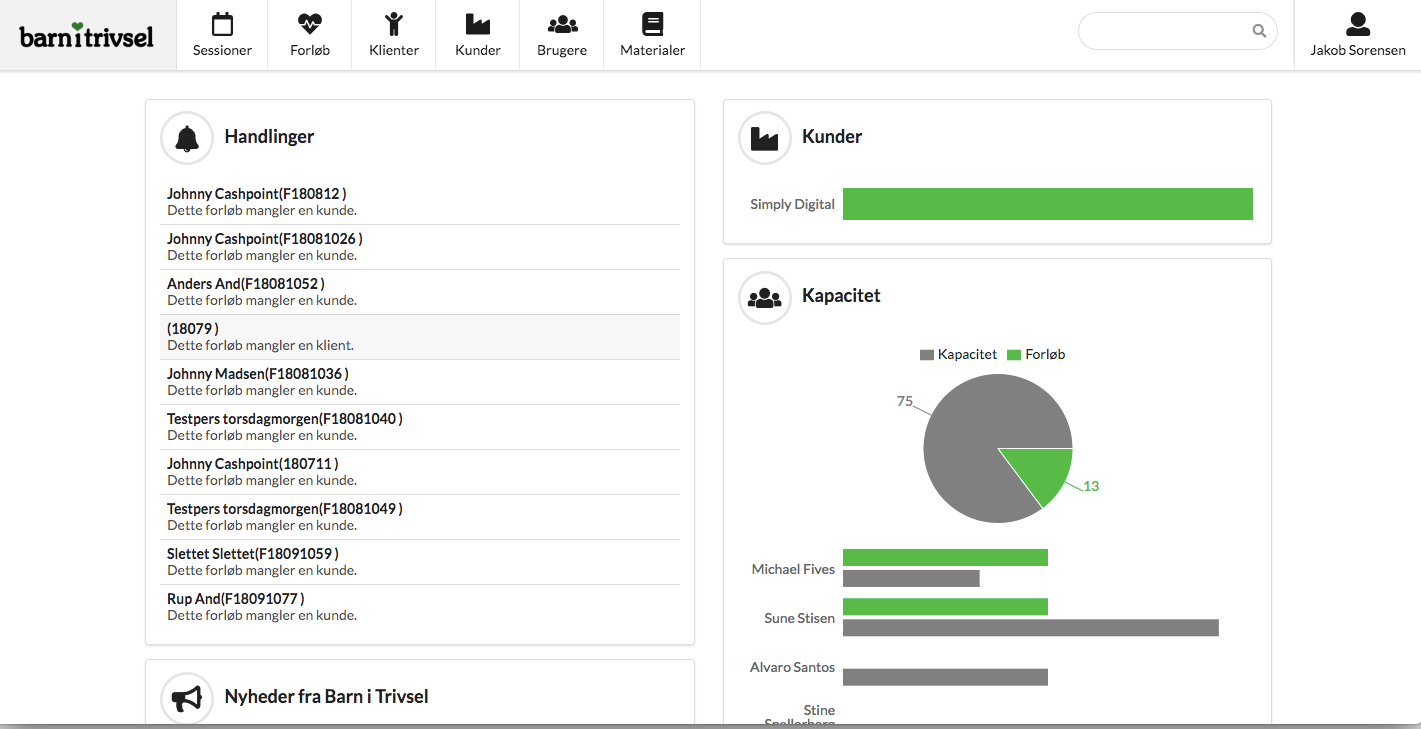 barnitrivsel
Sessioner
Forløb
Klienter
Kunder
Brugere
Materialer
Jakob Sorensen
Handlinger
Johnny Cashpoint(F180812 )
Dette forløb mangler en kunde.
Johnny Cashpoint(F18081026 )
Dette forløb mangler en kunde.
Anders And(F18081052 )
Dette forløb mangler en kunde.
(18079 )
Dette forløb mangler en klient.
Johnny Madsen(F18081036 )
Dette forløb mangler en kunde.
Testpers torsdagmorgen(F18081040 )
Dette forløb mangler en kunde.
Johnny Cashpoint(180711 )
Dette forløb mangler en kunde.
Testpers torsdagmorgen(F18081049 )
Dette forløb mangler en kunde.
Slettet Slettet(F18091059 )
Dette forløb mangler en kunde.
Rup And(F18091077 )
Dette forløb mangler en kunde.
Nyheder fra Barn i Trivsel
Kunder
Simply Digital
Kapacitet
Kapacitet
Forløb
75
13
Michael Fives
Sune Stisen
Alvaro Santos
Stine